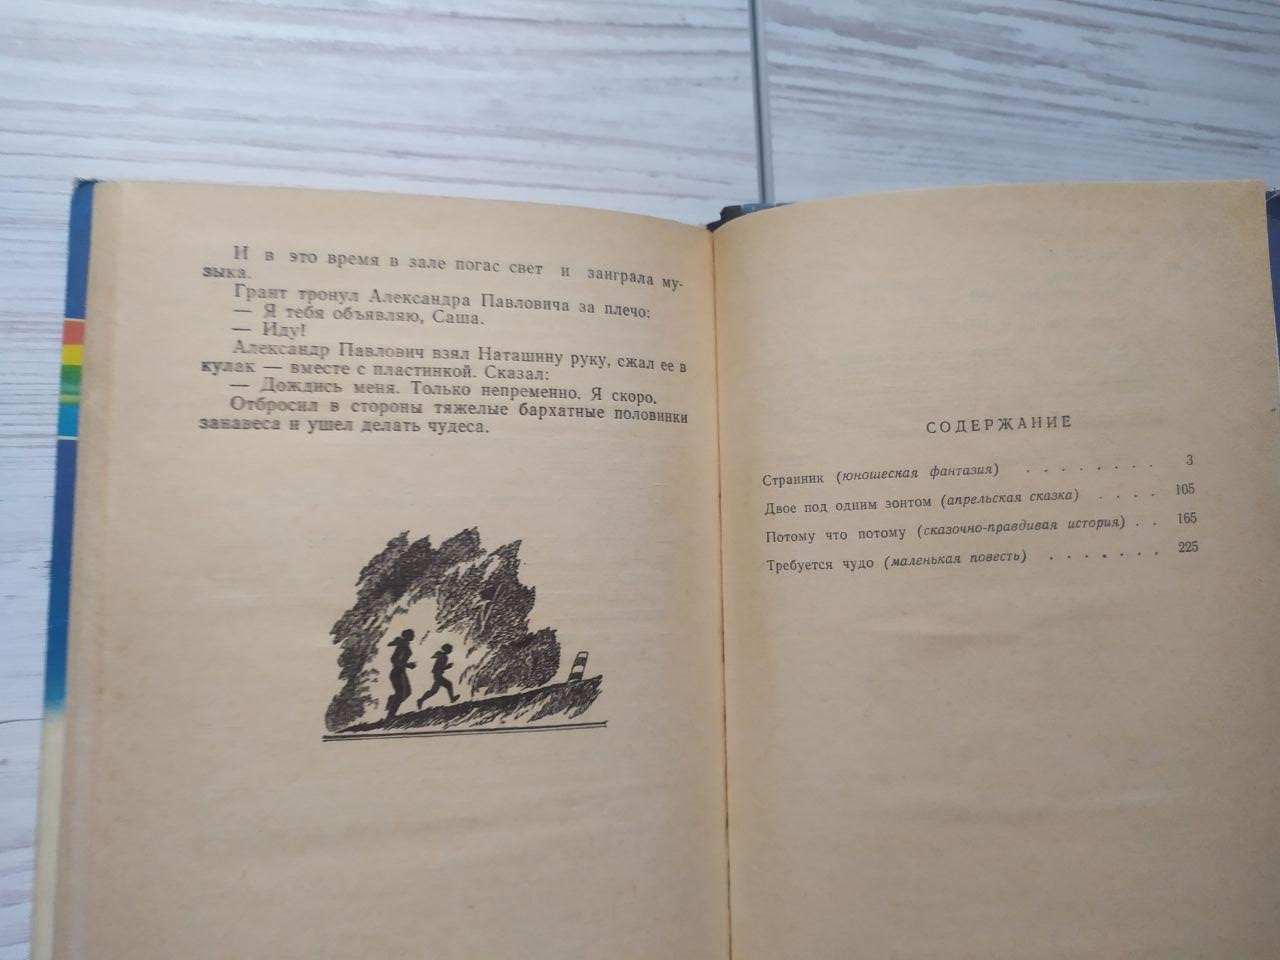 И в это время в зале погас свет и заиграла му-
зыка.
Грант тронул Александра Павловича за плечо:
— Я тебя объявляю, Саша.
— Иду!
Александр Павлович взял Наташину руку, сжал ее в
кулак — вместе с пластинкой. Сказал:
— Дождись меня. Только непременно. Я скоро.
Отбросил в стороны тяжелые бархатные половинки
занавеса и ушел делать чудеса.
СОДЕРЖАНИЕ
Странник (юношеская фантазия) . . . . . . . . 3
Двое под одним зонтом (апрельская сказка) . . . . 105
Потому что потому (сказочно-правдивая история) . . 165
Требуется чудо (маленькая повесть) . . . . . . . 225